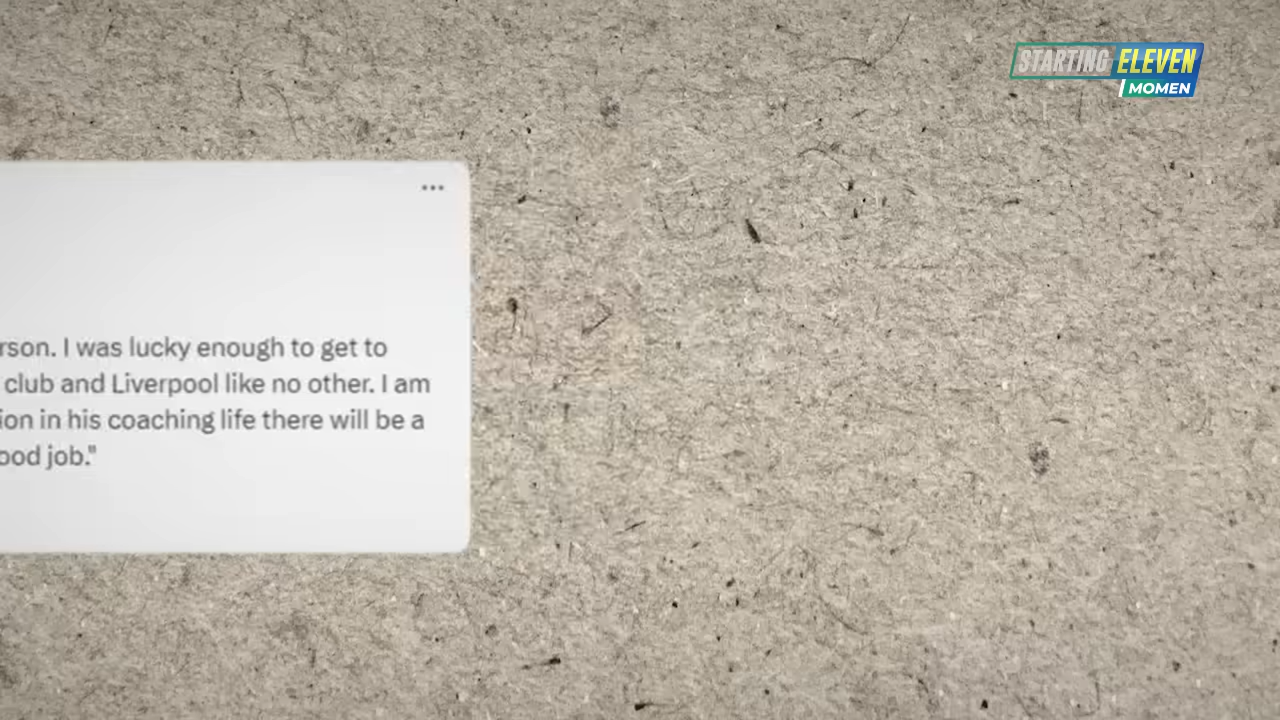 STARTING ELEVEN
MOMEN
rson. I was lucky enough to get to
club and Liverpool like no other. I am
ion in his coaching life there will be a
ood job."